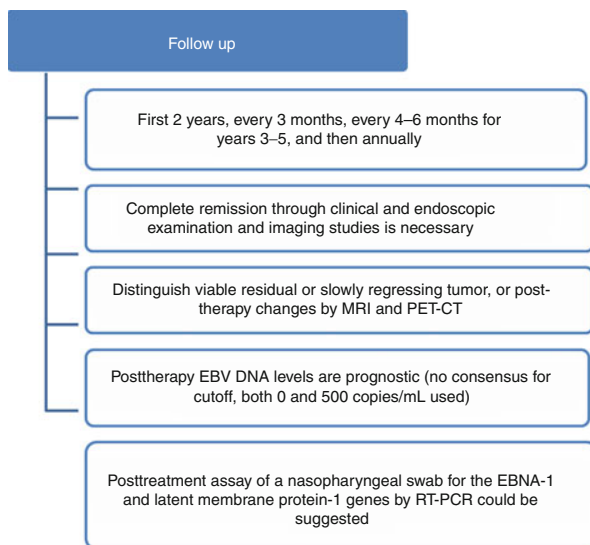 Follow up
First 2 years, every 3 months, every 4–6 months for
years 3–5, and then annually
Complete remission through clinical and endoscopic
examination and imaging studies is necessary
Distinguish viable residual or slowly regressing tumor, or post-
therapy changes by MRI and PET-CT
Posttherapy EBV DNA levels are prognostic (no consensus for
cutoff, both 0 and 500 copies/mL used)
Posttreatment assay of a nasopharyngeal swab for the EBNA-1
and latent membrane protein-1 genes by RT-PCR could be
suggested